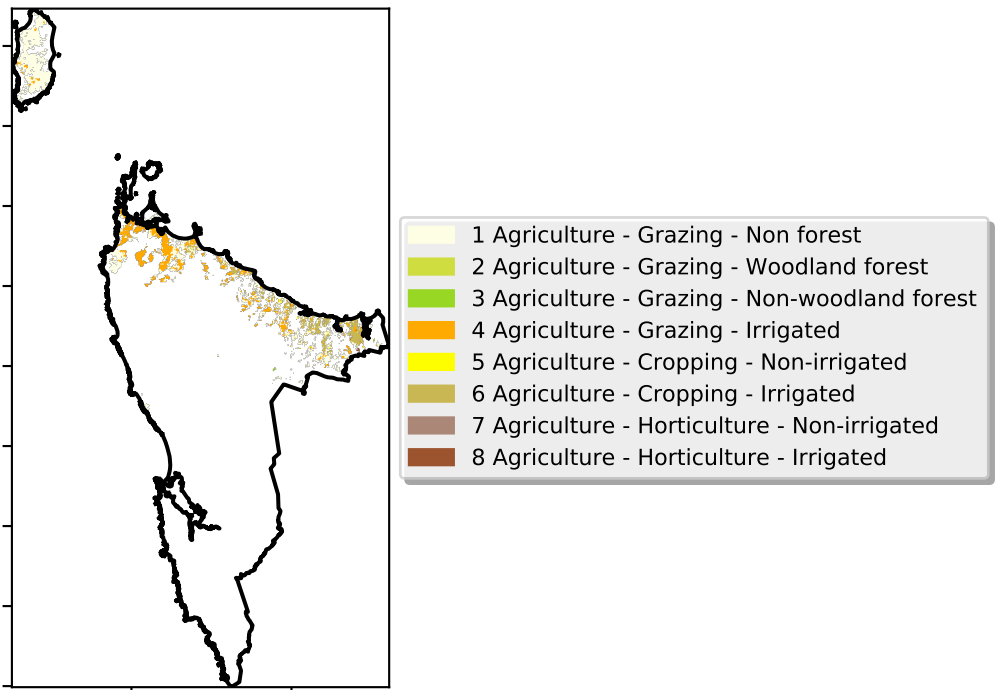 1 Agriculture - Grazing - Non forest
2 Agriculture - Grazing - Woodland forest
3 Agriculture - Grazing - Non-woodland forest
4 Agriculture - Grazing - Irrigated
5 Agriculture - Cropping - Non-irrigated
6 Agriculture - Cropping - Irrigated
7 Agriculture - Horticulture - Non-irrigated
8 Agriculture - Horticulture - Irrigated